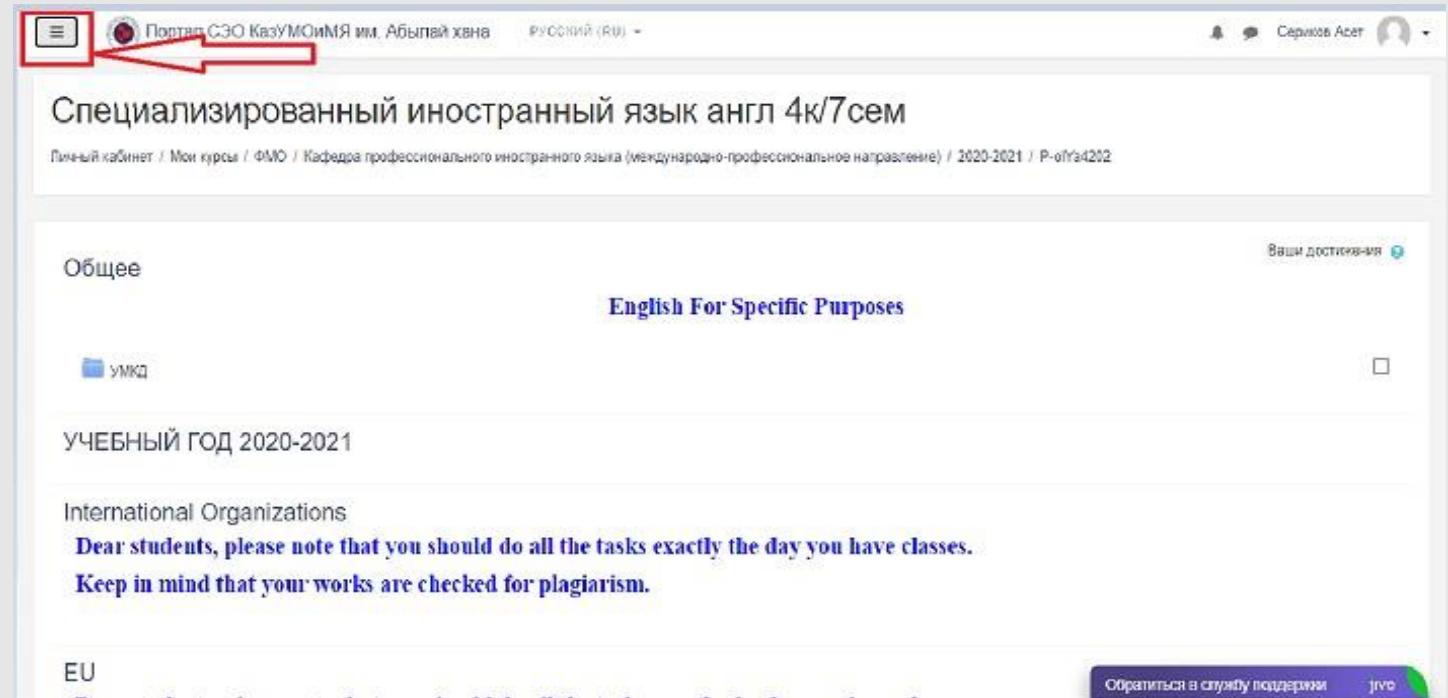 Портал СЭО КазУМОиМЯ им. Абылай хана РУССКИЙ (RU)
Сериков Асет
Специализированный иностранный язык англ 4к/7сем
Личный кабинет / Мои курсы / ФМО / Кафедра профессионального иностранного языка (международно-профессиональное направление) / 2020-2021 /
Ваши достижения
Общее
English For Specific Purposes
УМКД
УЧЕБНЫЙ ГОД 2020-2021
International Organizations
Dear students, please note that you should do all the tasks exactly the day you have classes.
Keep in mind that your works are checked for plagiarism.
EU
Обратиться в службу поддержки jivo